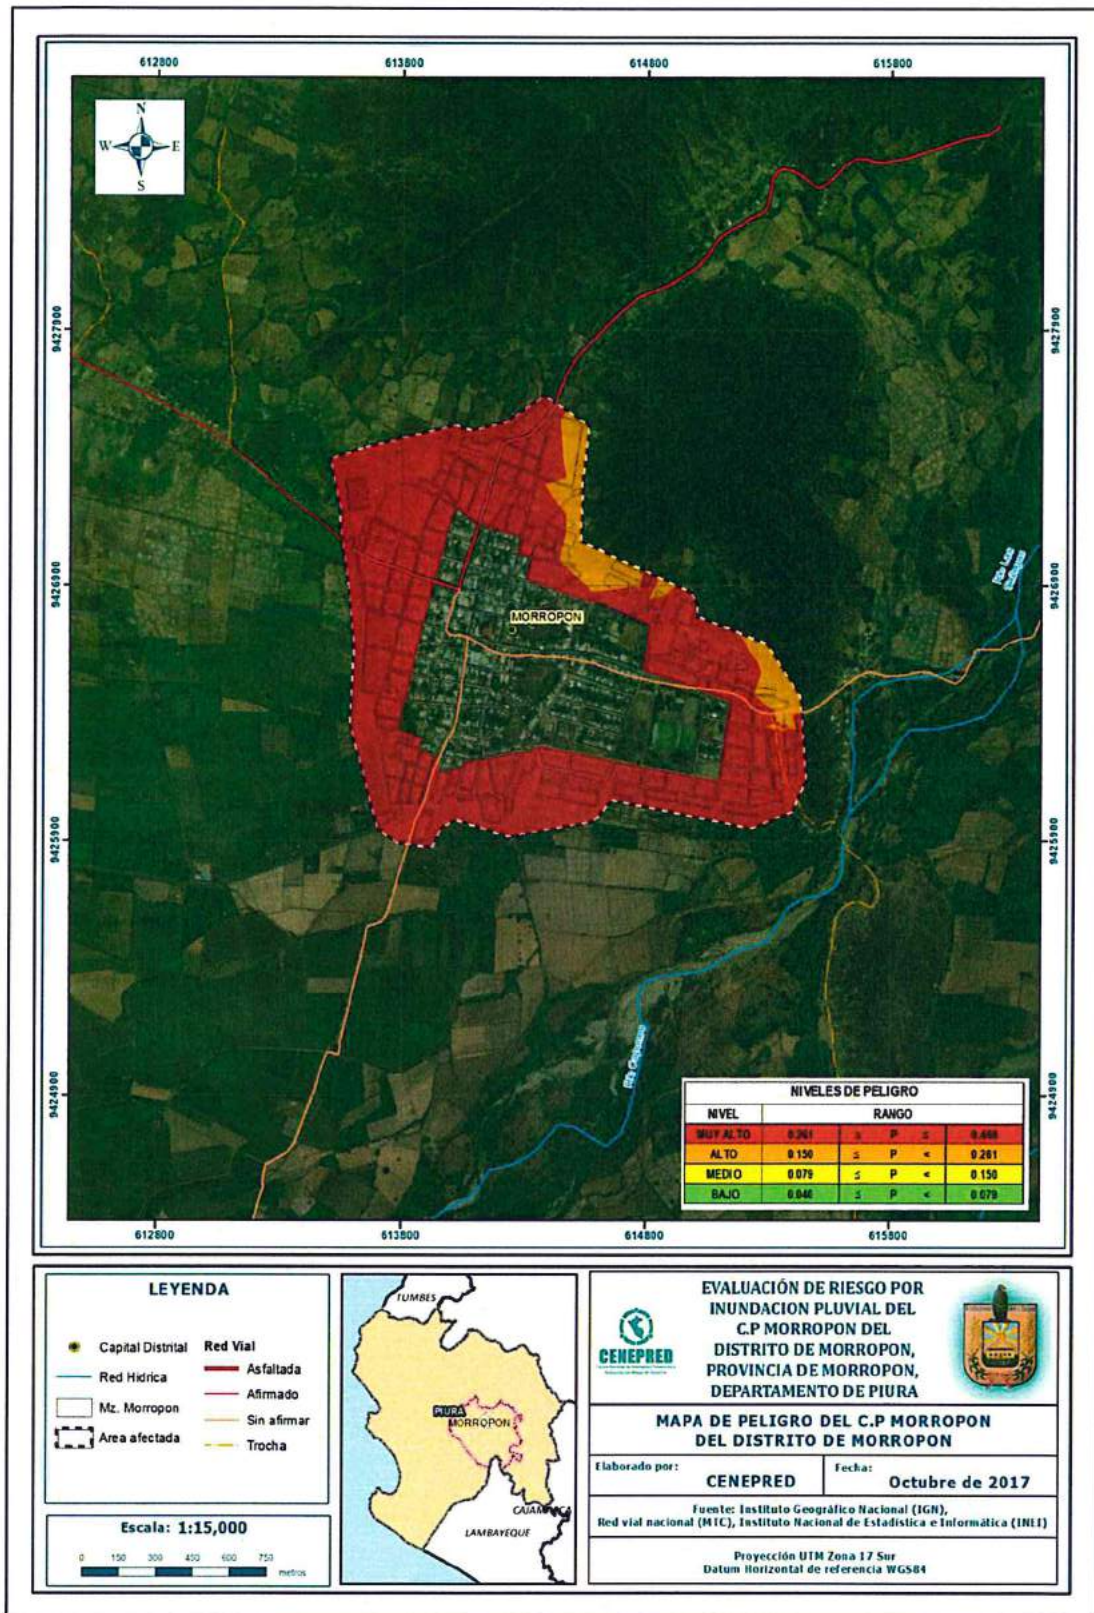 612800 613800 614800 615800
N
W E
S
9427900 9427900
9426900 9426900
9425900 9425900
9424900 9424900
MORROPON
Río Las
NIVELES DE PELIGRO
NIVEL RANGO
MUY ALTO 0.261 ≤ P ≤
ALTO 0.150 ≤ P < 0.261
MEDIO 0.079 ≤ P < 0.150
BAJO 0.046 ≤ P < 0.079
612800 613800 614800 615800
LEYENDA
Capital Distrital
Red Hidrica
Mz. Morropon
Area afectada
Red Vial
Asfaltada
Afirmado
Sin afirmar
Trocha
Escala: 1:15,000
0 150 300 450 600 750
metros
TUMBES
PIURA
MORROPON
CAJAMARCA
LAMBAYEQUE
CENEPRED
EVALUACIÓN DE RIESGO POR
INUNDACION PLUVIAL DEL
C.P MORROPON DEL
DISTRITO DE MORROPON,
PROVINCIA DE MORROPON,
DEPARTAMENTO DE PIURA
MAPA DE PELIGRO DEL C.P MORROPON
DEL DISTRITO DE MORROPON
Elaborado por:
CENEPRED
Fecha:
Octubre de 2017
Fuente: Instituto Geográfico Nacional (IGN),
Red vial nacional (MTC), Instituto Nacional de Estadística e Informática (INEI)
Proyección UTM Zona 17 Sur
Datum Horizontal de referencia WGS84